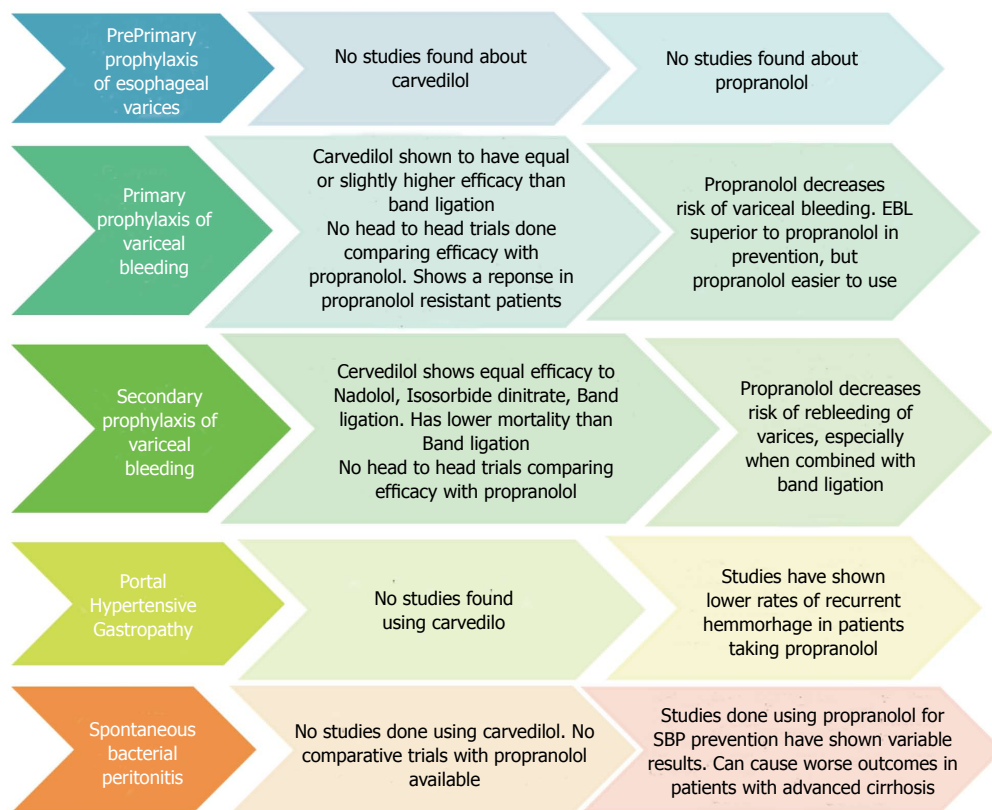 PrePrimary
prophylaxis
of esophageal
varices
No studies found about
carvedilol
No studies found about
propranolol
Primary
prophylaxis of
variceal
bleeding
Carvedilol shown to have equal
or slightly higher efficacy than
band ligation
No head to head trials done
comparing efficacy with
propranolol. Shows a reponse in
propranolol resistant patients
Propranolol decreases
risk of variceal bleeding. EBL
superior to propranolol in
prevention, but
propranolol easier to use
Secondary
prophylaxis of
variceal
bleeding
Cervedilol shows equal efficacy to
Nadolol, Isosorbide dinitrate, Band
ligation. Has lower mortality than
Band ligation
No head to head trials comparing
efficacy with propranolol
Propranolol decreases
risk of rebleeding of
varices, especially
when combined with
band ligation
Portal
Hypertensive
Gastropathy
No studies found
using carvedilo
Studies have shown
lower rates of recurrent
hemmorhage in patients
taking propranolol
Spontaneous
bacterial
peritonitis
No studies done using carvedilol. No
comparative trials with propranolol
available
Studies done using propranolol for
SBP prevention have shown variable
results. Can cause worse outcomes in
patients with advanced cirrhosis